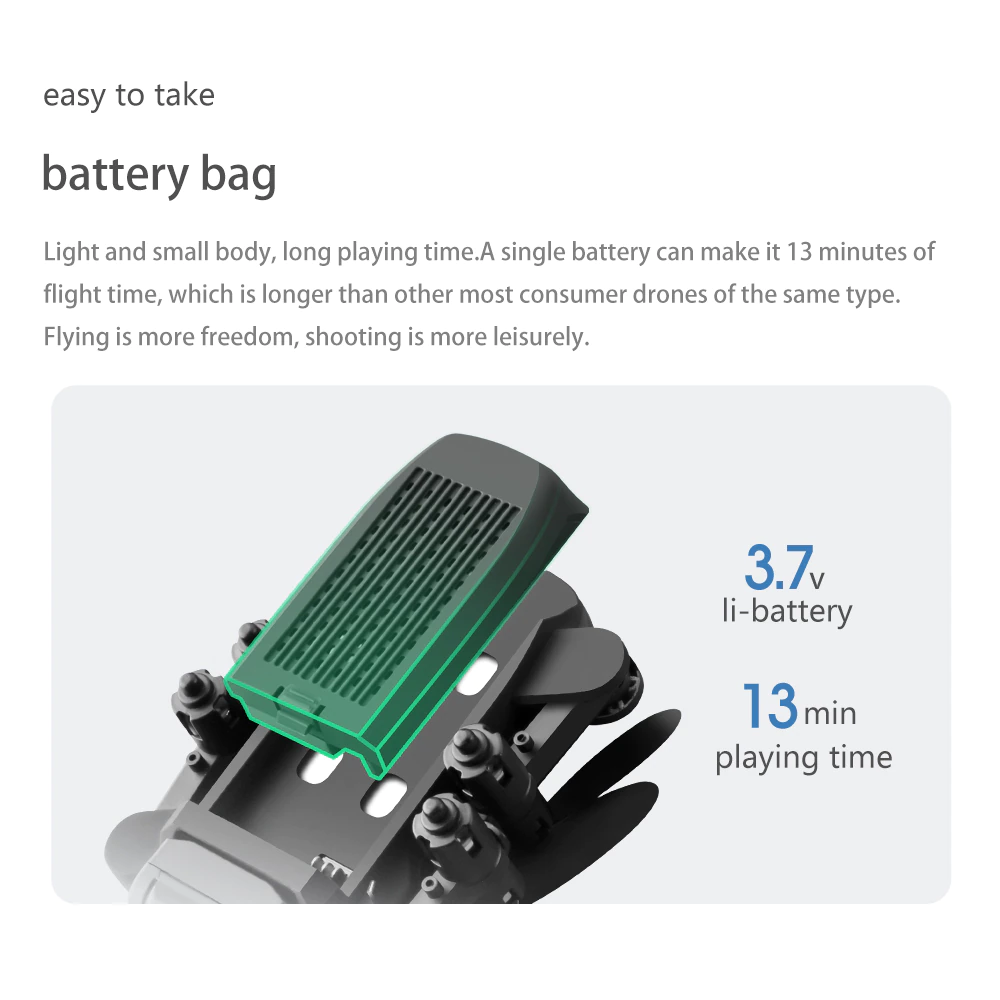 easy to take
battery bag
Light and small body, long playing time.A single battery can make it 13 minutes of
flight time, which is longer than other most consumer drones of the same type.
Flying is more freedom, shooting is more leisurely.
3.7v
li-battery
13 min
playing time